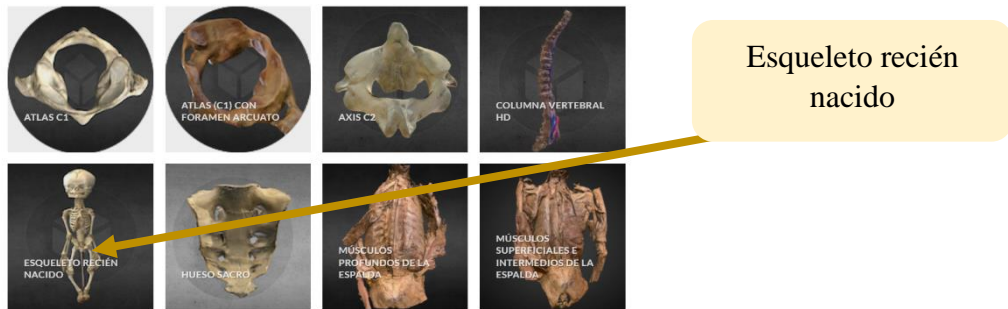 ATLAS C1
ATLAS (C1) CON
FORAMEN ARCUATO
AXIS C2
COLUMNA VERTEBRAL
HD
Esqueleto recién
nacido
ESQUELETO RECIÉN
NACIDO
HUESO SACRO
MÚSCULOS
PROFUNDOS DE LA
ESPALDA
MÚSCULOS
SUPERFICIALES E
INTERMEDIOS DE LA
ESPALDA